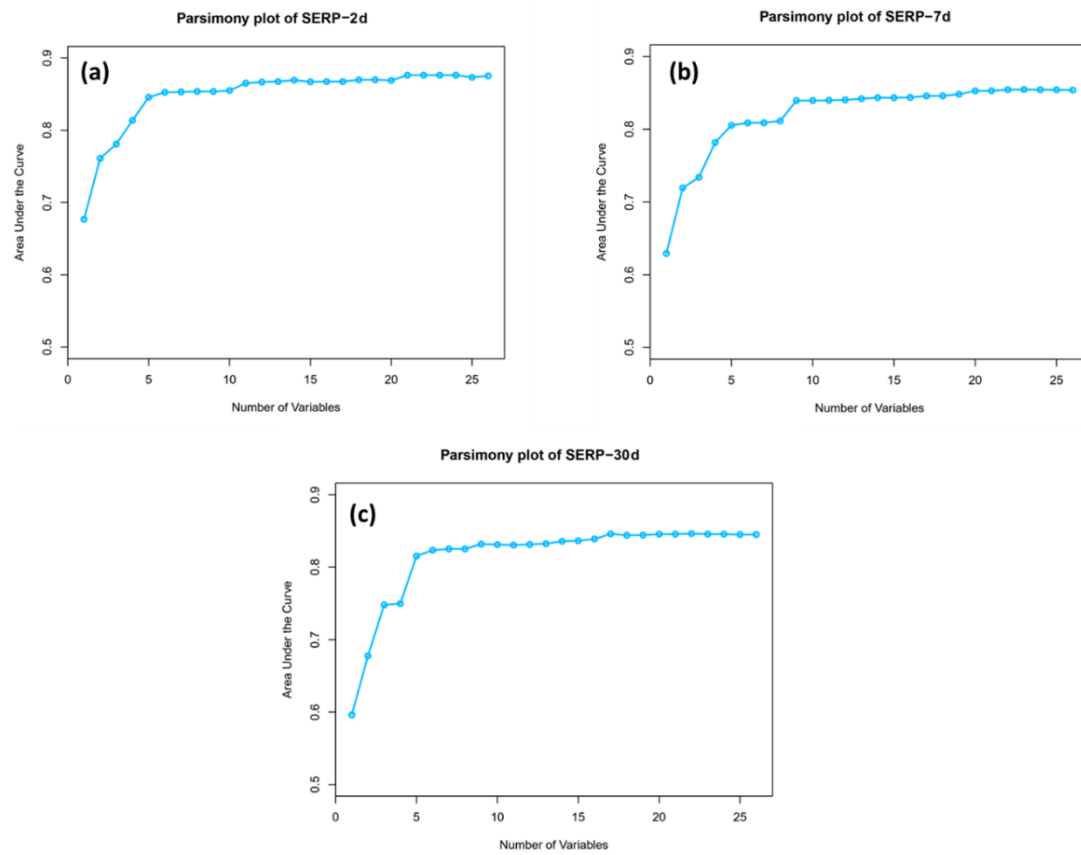 Parsimony plot of SERP−2d
(a)
Area Under the Curve
0.9
0.8
0.7
0.6
0.5
0 5 10 15 20 25
Number of Variables
Parsimony plot of SERP−7d
(b)
Area Under the Curve
0.9
0.8
0.7
0.6
0.5
0 5 10 15 20 25
Number of Variables
Parsimony plot of SERP−30d
(c)
Area Under the Curve
0.9
0.8
0.7
0.6
0.5
0 5 10 15 20 25
Number of Variables